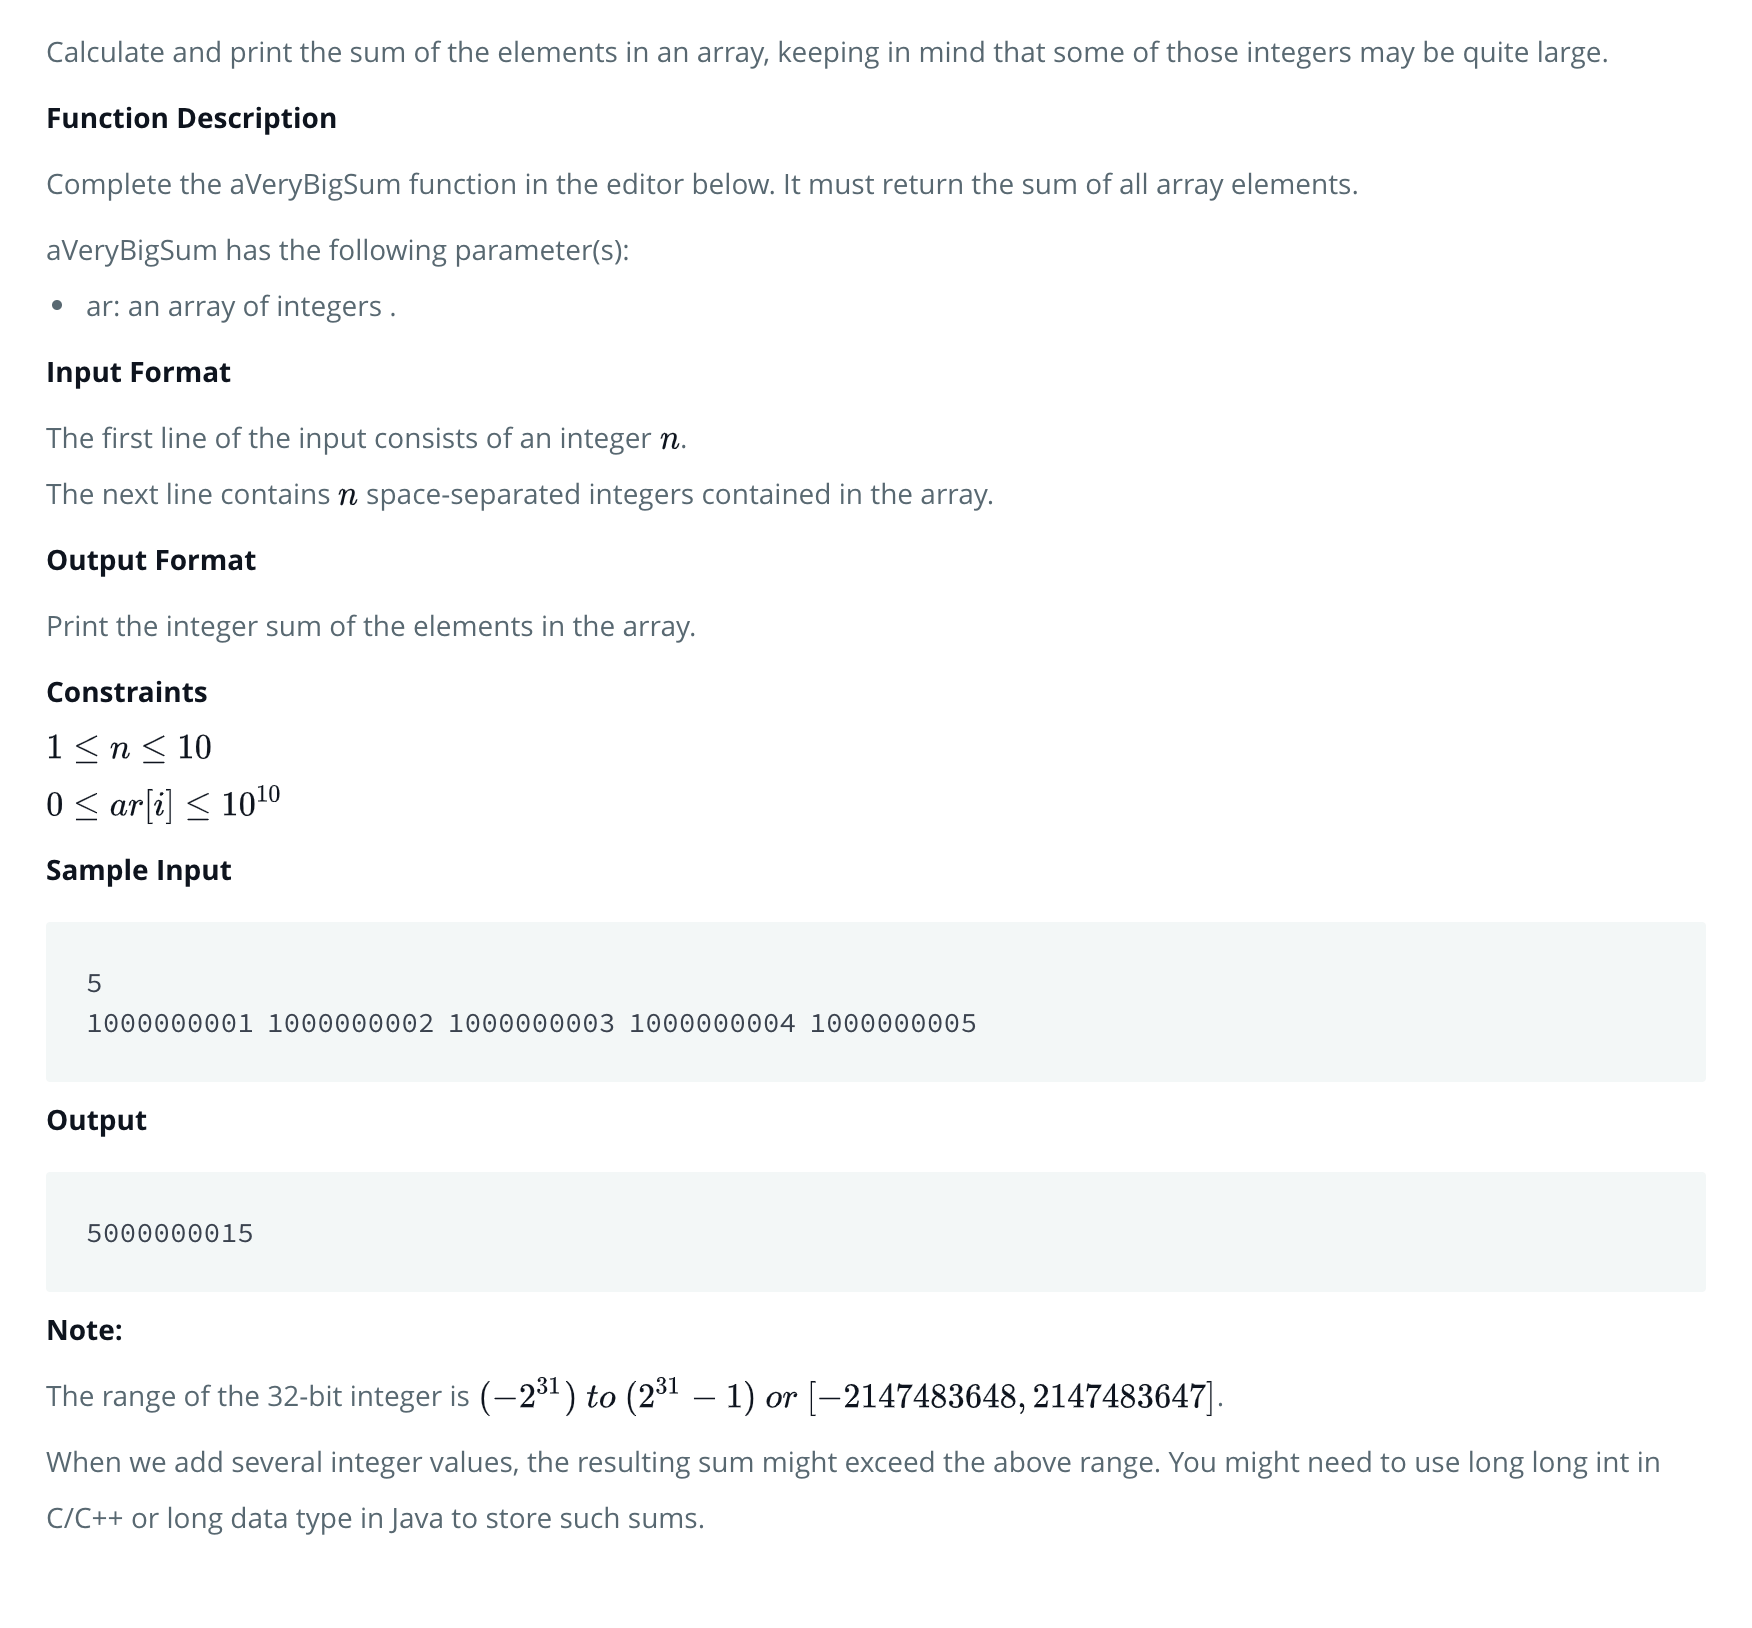 Calculate and print the sum of the elements in an array, keeping in mind that some of those integers may be quite large.
Function Description
Complete the aVeryBigSum function in the editor below. It must return the sum of all array elements.
aVeryBigSum has the following parameter(s):
• ar: an array of integers .
Input Format
The first line of the input consists of an integer n.
The next line contains n space-separated integers contained in the array.
Output Format
Print the integer sum of the elements in the array.
Constraints
1 ≤ n ≤ 10
0 ≤ ar[i] ≤ 10^10
Sample Input
5
1000000001 1000000002 1000000003 1000000004 1000000005
Output
5000000015
Note:
The range of the 32-bit integer is (−2^31) to (2^31 − 1) or [−2147483648, 2147483647].
When we add several integer values, the resulting sum might exceed the above range. You might need to use long long int in
C/C++ or long data type in Java to store such sums.